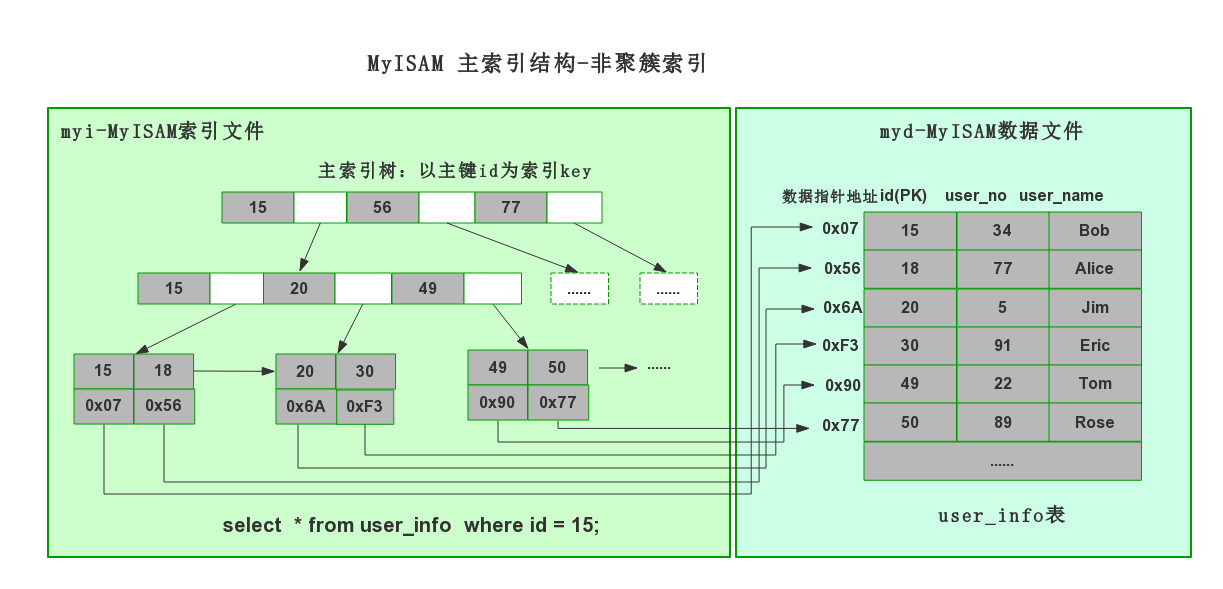 MyISAM 主索引结构-非聚簇索引
myi-MyISAM索引文件
主索引树：以主键id为索引key
15 56 77
15 20 49 ...... ......
15 18 20 30 49 50 ......
0x07 0x56 0x6A 0xF3 0x90 0x77
select * from user_info where id = 15;
myd-MyISAM数据文件
数据指针地址 id(PK) user_no user_name
0x07 15 34 Bob
0x56 18 77 Alice
0x6A 20 5 Jim
0xF3 30 91 Eric
0x90 49 22 Tom
0x77 50 89 Rose
......
user_info表